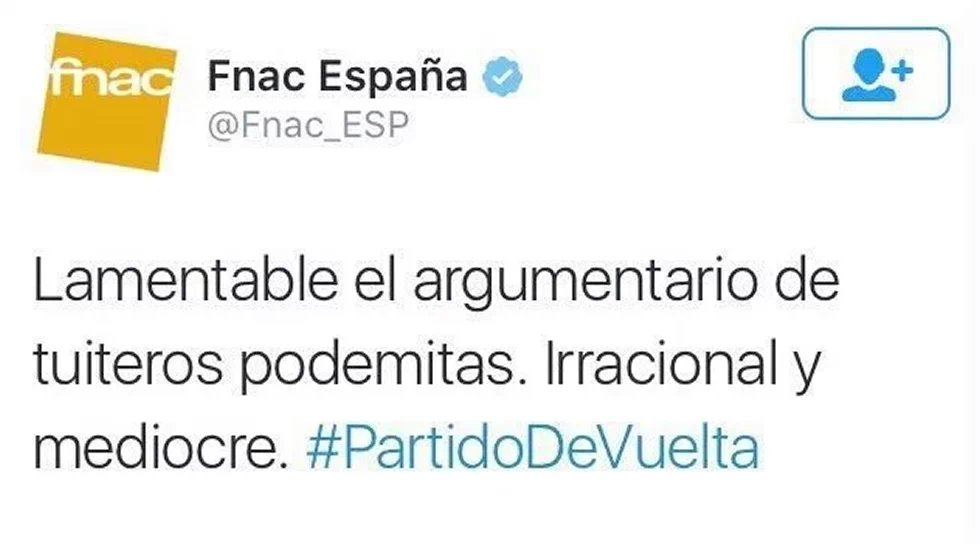 fnac
Fnac España
@Fnac_ESP
Lamentable el argumentario de
tuiteros podemitas. Irracional y
mediocre. #PartidoDeVuelta